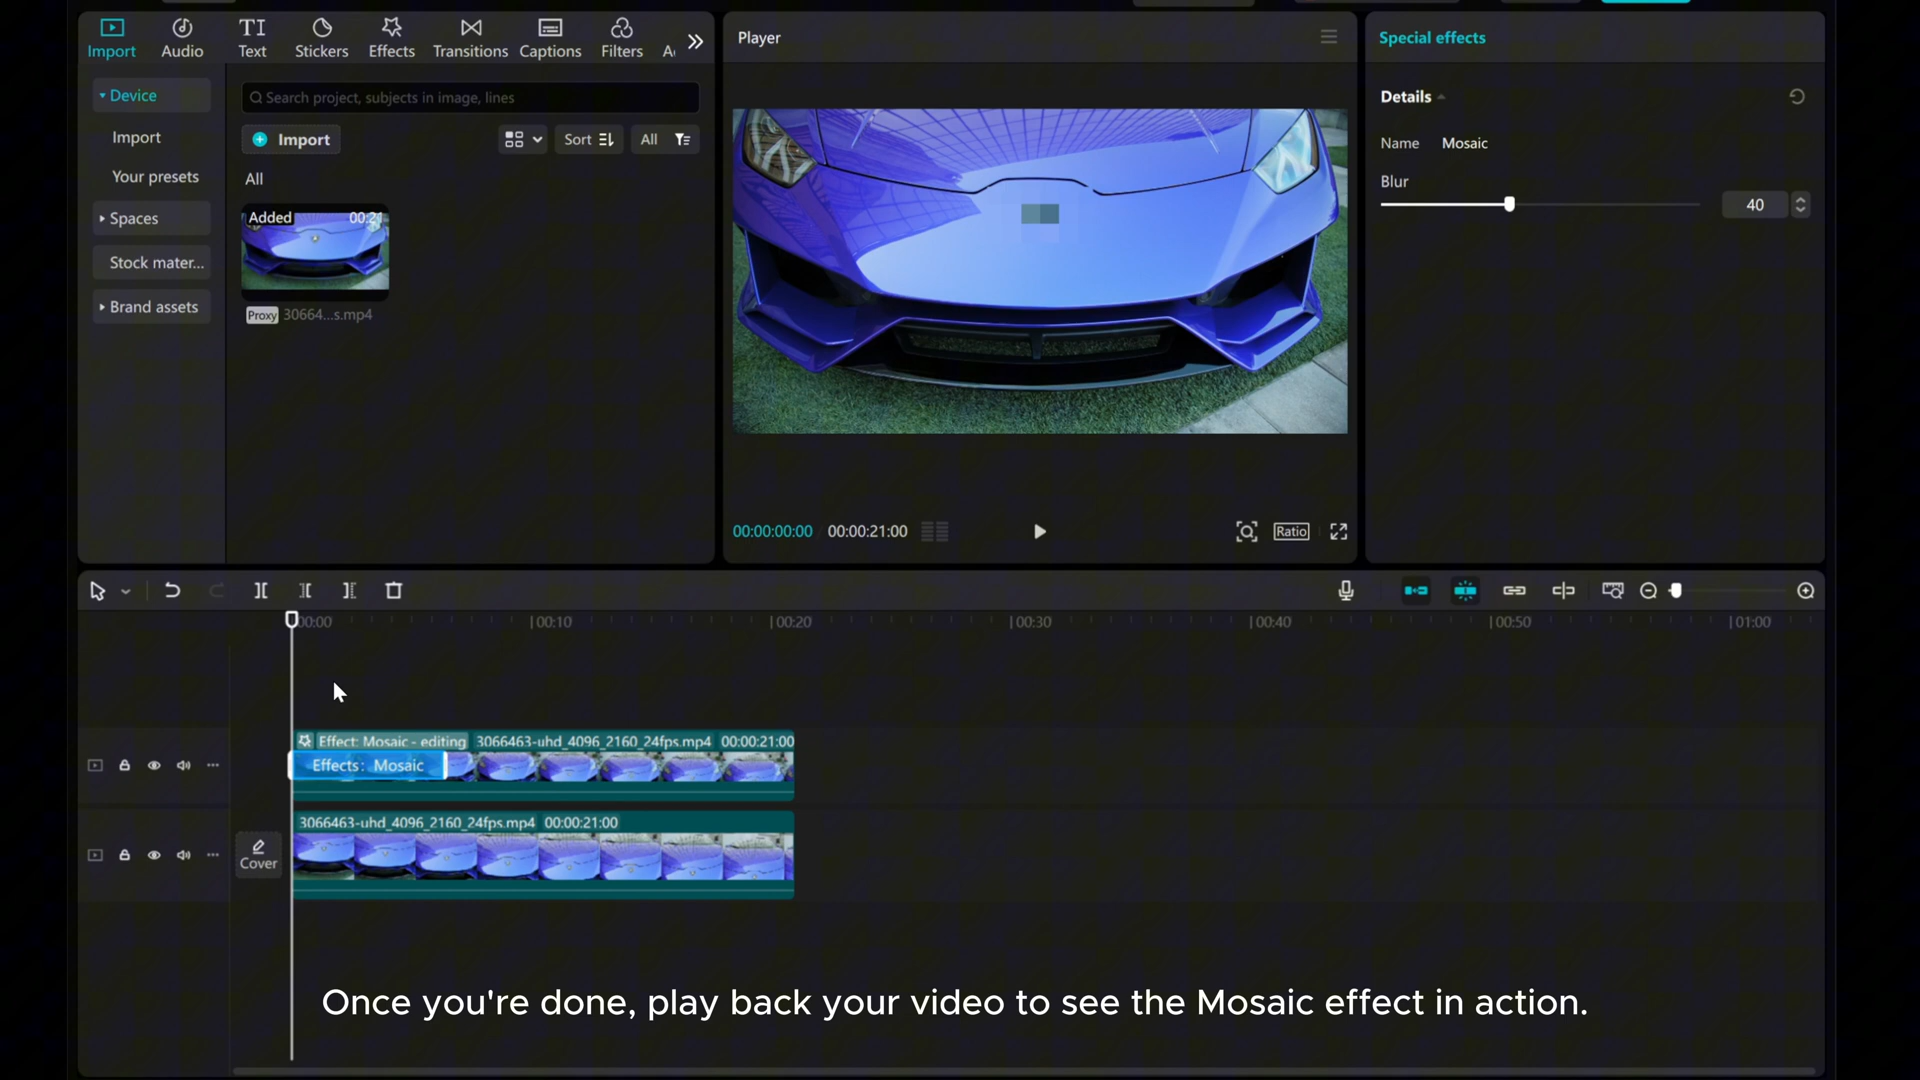 Import
Audio
Text
Stickers
Effects
Transitions
Captions
Filters
Player
Special effects
Device
Import
Your presets
Spaces
Stock mater...
Brand assets
Search project, subjects in image, lines
Import
Sort
All
All
Added 00:21
Proxy 30664...s.mp4
Details
Name Mosaic
Blur
40
00:00:00:00 00:00:21:00
Ratio
00:00 00:10 00:20 00:30 00:40 00:50 01:00
Effect: Mosaic - editing 3066463-uhd_4096_2160_24fps.mp4 00:00:21:00
Effects: Mosaic
3066463-uhd_4096_2160_24fps.mp4 00:00:21:00
Cover
Once you're done, play back your video to see the Mosaic effect in action.